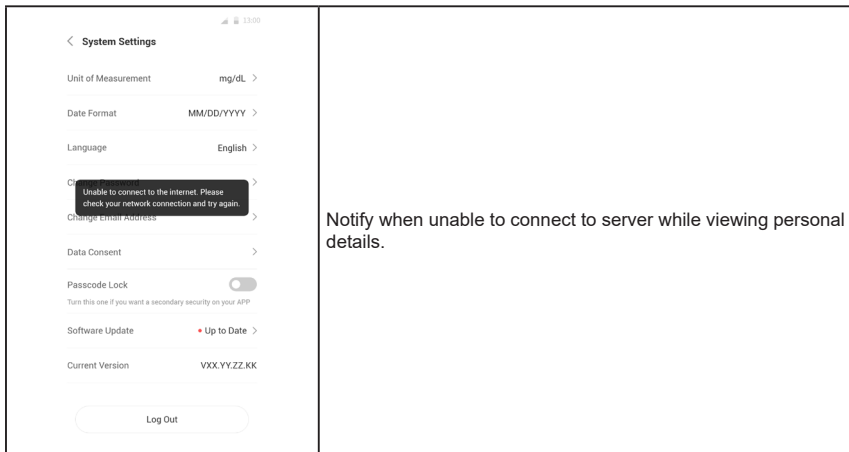 13:00
System Settings
Unit of Measurement mg/dL
Date Format MM/DD/YYYY
Language English
Change Password
Unable to connect to the internet. Please
check your network connection and try again.
Change Email Address
Data Consent
Passcode Lock
Turn this one if you want a secondary security on your APP
Software Update Up to Date
Current Version VXX.YY.ZZ.KK
Log Out
Notify when unable to connect to server while viewing personal
details.